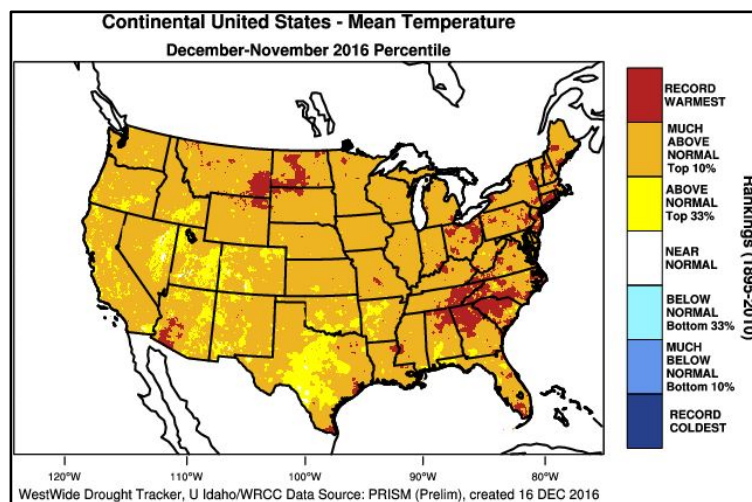 Continental United States - Mean Temperature
December-November 2016 Percentile
RECORD
WARMEST
MUCH
ABOVE
NORMAL
Top 10%
ABOVE
NORMAL
Top 33%
NEAR
NORMAL
BELOW
NORMAL
Bottom 33%
MUCH
BELOW
NORMAL
Bottom 10%
RECORD
COLDEST
Rankings (1895-2010)
120°W
110°W
100°W
90°W
80°W
WestWide Drought Tracker, U Idaho/WRCC Data Source: PRISM (Prelim), created 16 DEC 2016